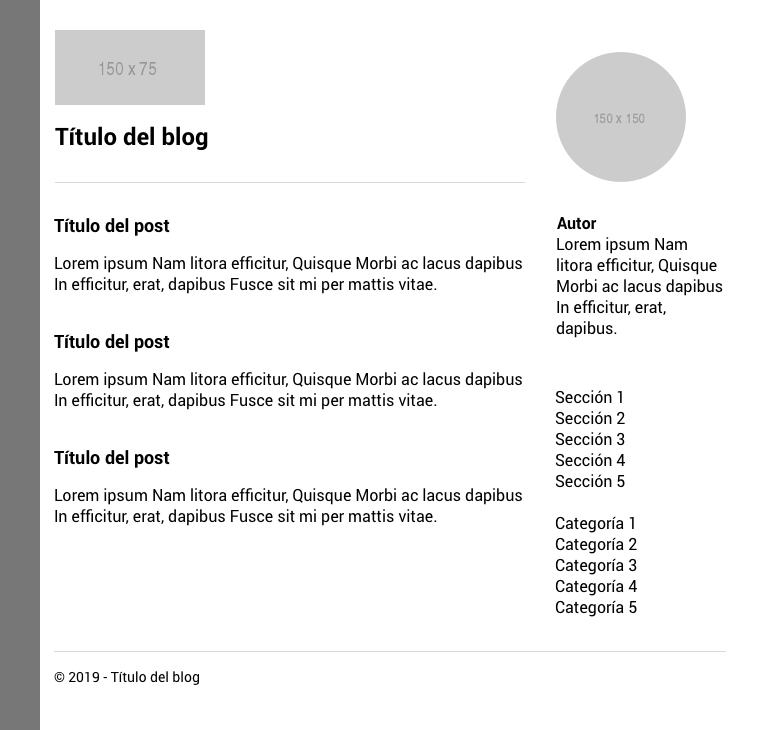 150 x 75
Título del blog
Título del post
Lorem ipsum Nam litora efficitur, Quisque Morbi ac lacus dapibus
In efficitur, erat, dapibus Fusce sit mi per mattis vitae.
Título del post
Lorem ipsum Nam litora efficitur, Quisque Morbi ac lacus dapibus
In efficitur, erat, dapibus Fusce sit mi per mattis vitae.
Título del post
Lorem ipsum Nam litora efficitur, Quisque Morbi ac lacus dapibus
In efficitur, erat, dapibus Fusce sit mi per mattis vitae.
150 x 150
Autor
Lorem ipsum Nam
litora efficitur, Quisque
Morbi ac lacus dapibus
In efficitur, erat,
dapibus.
Sección 1
Sección 2
Sección 3
Sección 4
Sección 5
Categoría 1
Categoría 2
Categoría 3
Categoría 4
Categoría 5
© 2019 - Título del blog